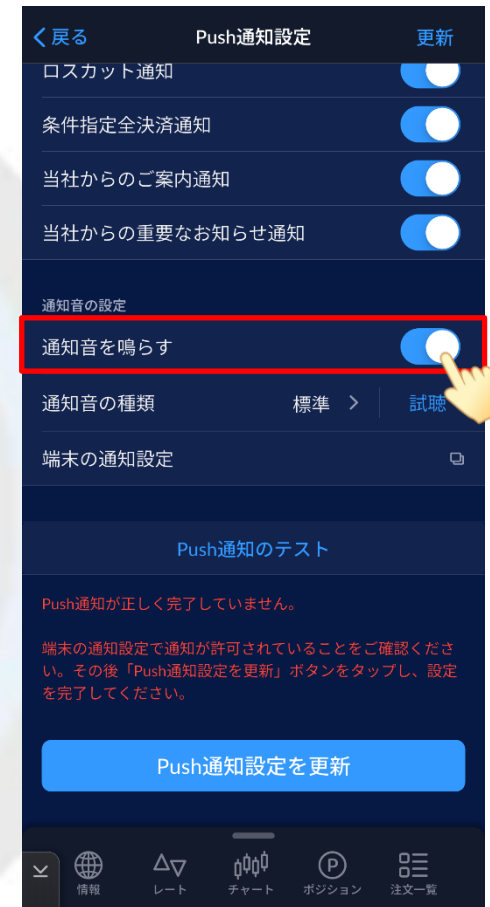 戻る Push通知設定 更新
ロスカット通知
条件指定全決済通知
当社からのご案内通知
当社からの重要なお知らせ通知
通知音の設定
通知音を鳴らす
通知音の種類 標準 試聴
端末の通知設定
Push通知のテスト
Push通知が正しく完了していません。
端末の通知設定で通知が許可されていることをご確認くださ
い。その後「Push通知設定を更新」ボタンをタップし、設定
を完了してください。
Push通知設定を更新
情報 レート チャート P ポジション 注文一覧